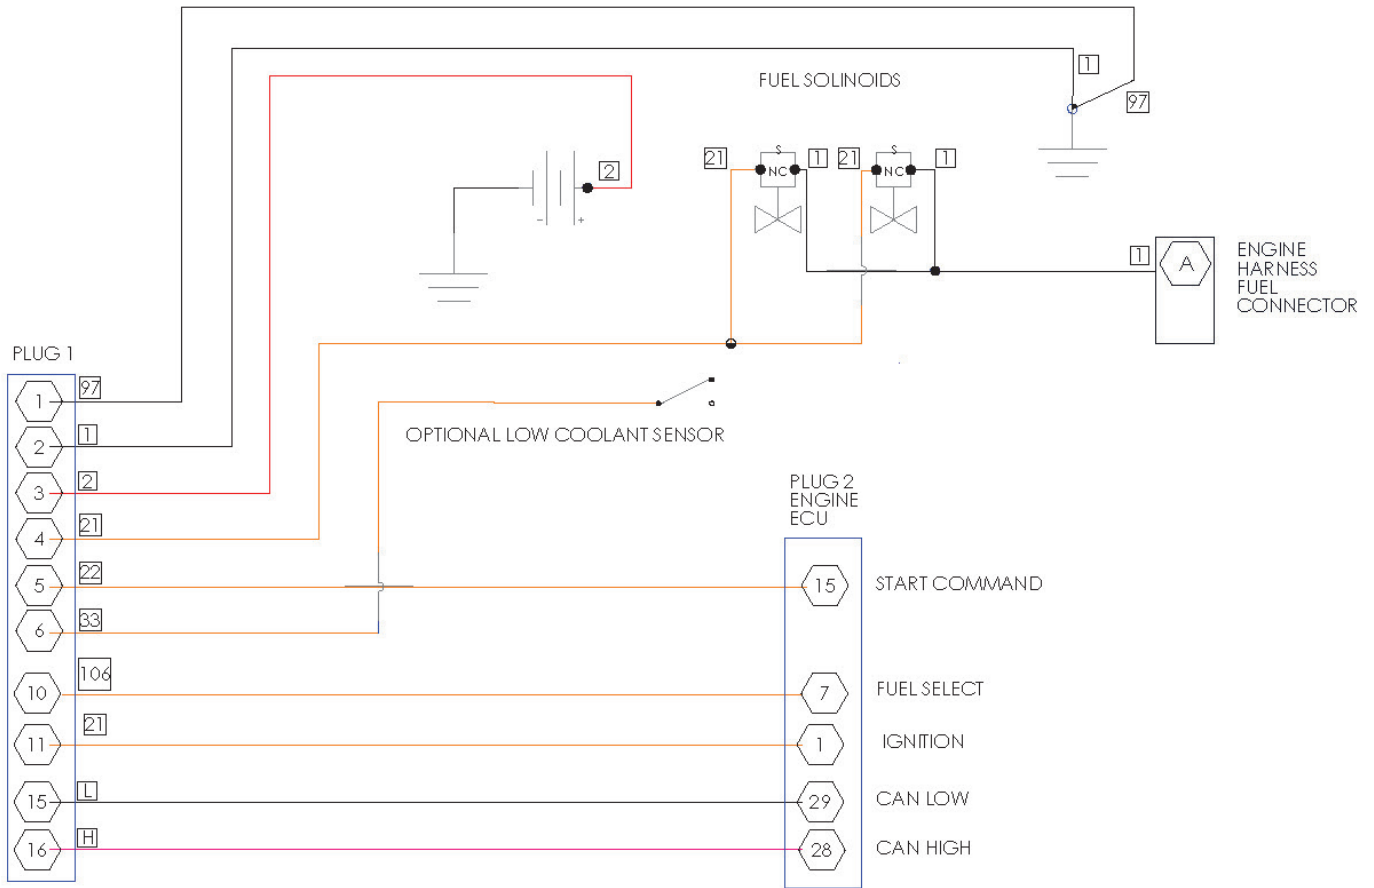 1
97
FUEL SOLINOIDS
S
S
21
1
21
1
NC
NC
2
- +
1
A
ENGINE
HARNESS
FUEL
CONNECTOR
PLUG 1
1
97
2
1
OPTIONAL LOW COOLANT SENSOR
3
2
PLUG 2
ENGINE
ECU
4
21
5
22
15
START COMMAND
6
33
10
106
7
FUEL SELECT
11
21
1
IGNITION
15
L
29
CAN LOW
16
H
28
CAN HIGH